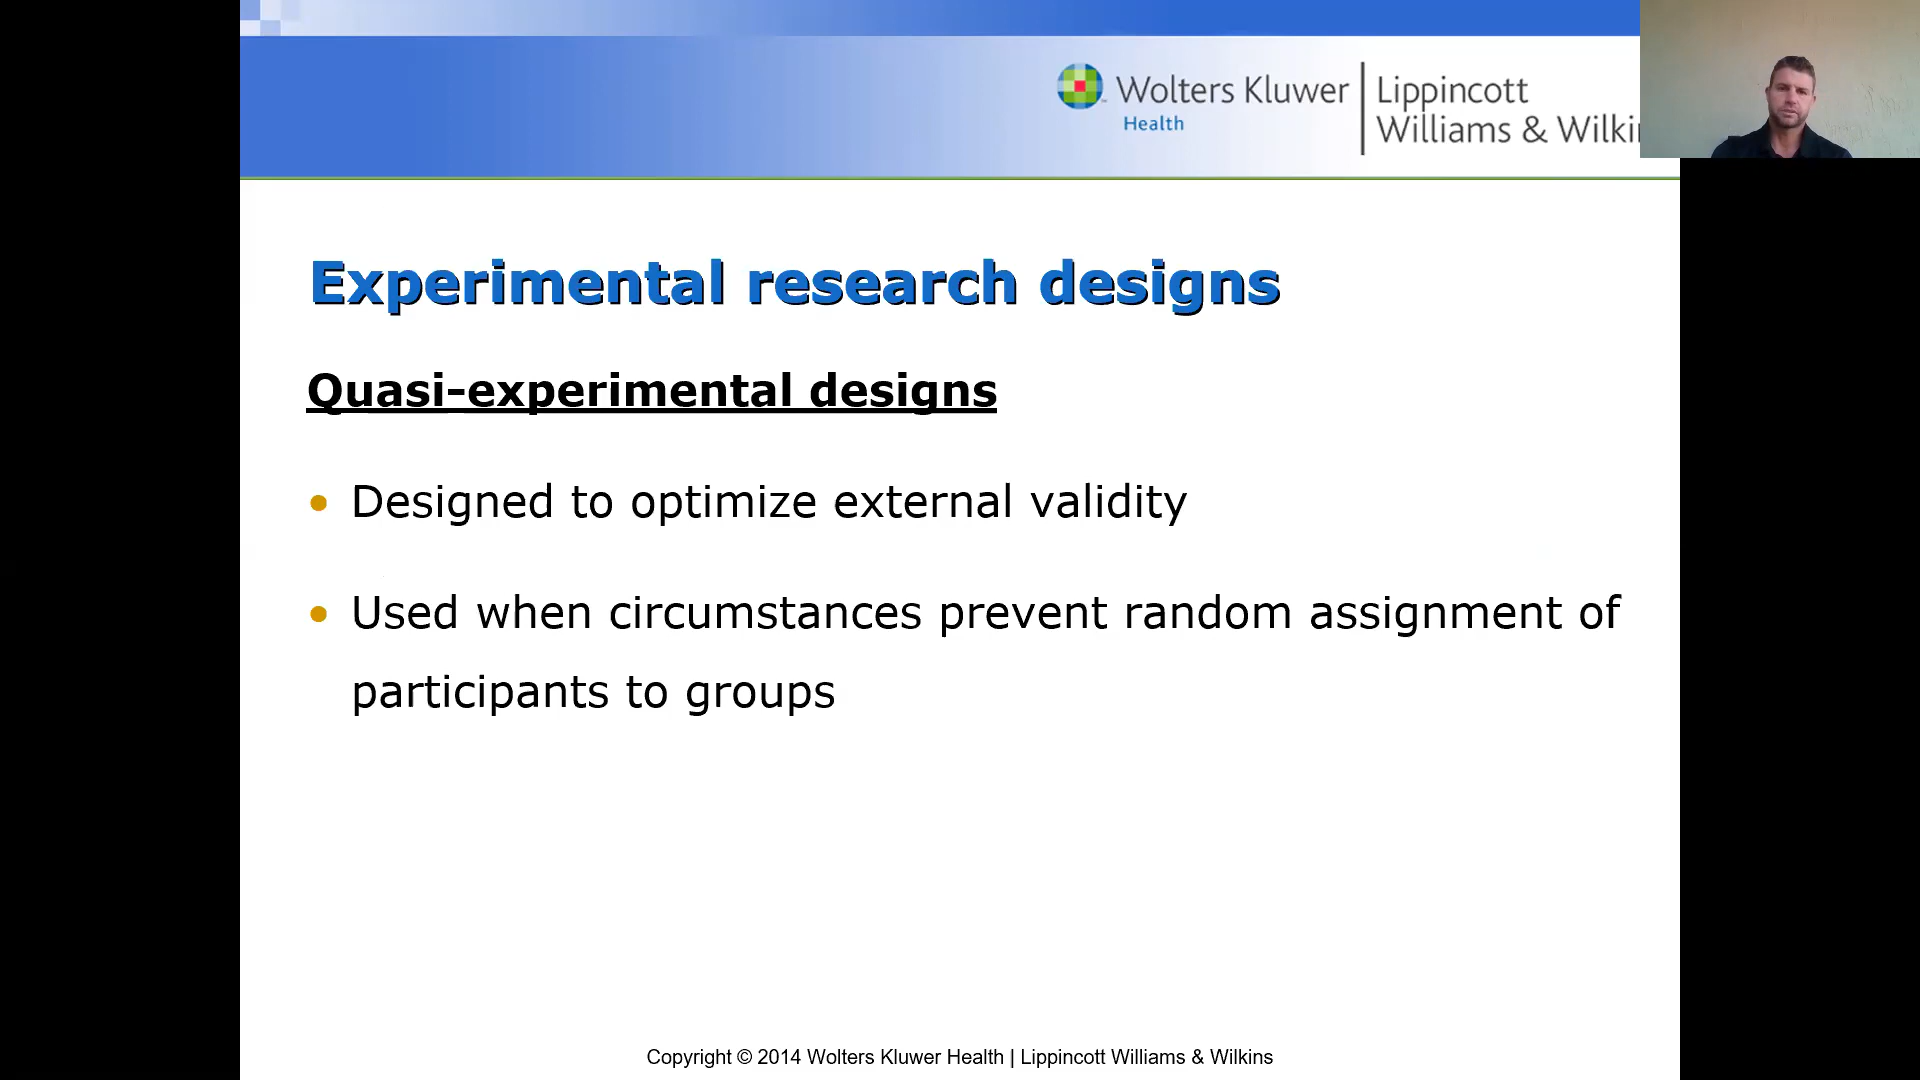 Wolters Kluwer
Health
Lippincott
Williams &
Experimental research designs
Quasi-experimental designs
• Designed to optimize external validity
• Used when circumstances prevent random assignment of
participants to groups
Copyright © 2014 Wolters Kluwer Health | Lippincott Williams & Wilkins